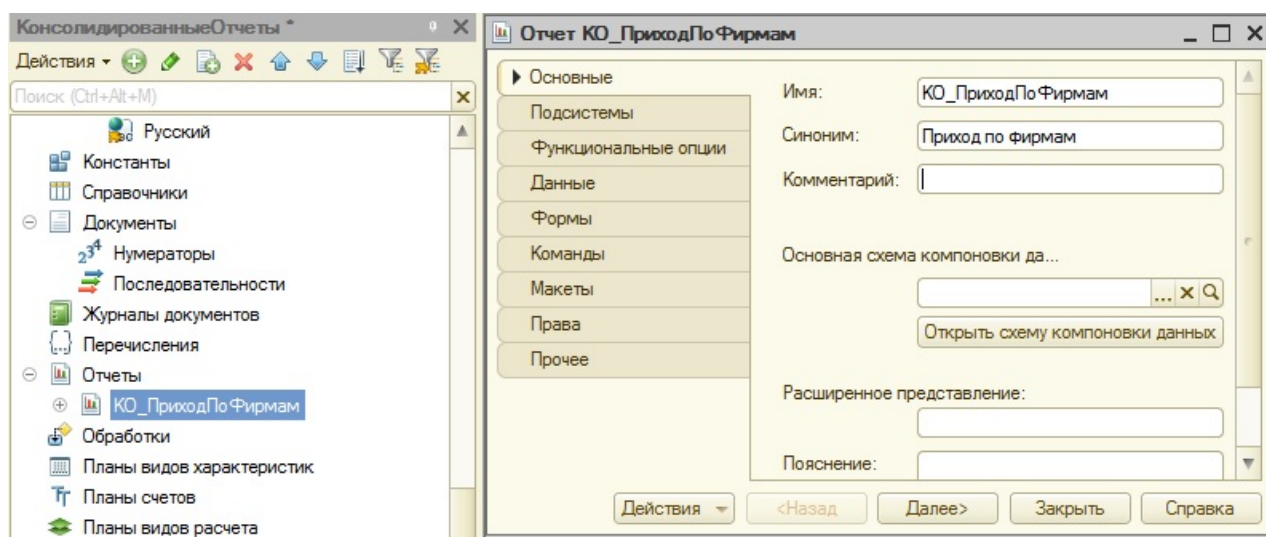 КонсолидированныеОтчеты *
Действия
Поиск (Ctrl+Alt+M)
Русский
Константы
Справочники
Документы
Нумераторы
Последовательности
Журналы документов
Перечисления
Отчеты
КО_ПриходПоФирмам
Обработки
Планы видов характеристик
Планы счетов
Планы видов расчета
Отчет КО_ПриходПоФирмам
Основные
Подсистемы
Функциональные опции
Данные
Формы
Команды
Макеты
Права
Прочее
Имя: КО_ПриходПоФирмам
Синоним: Приход по фирмам
Комментарий:
Основная схема компоновки да...
...
Открыть схему компоновки данных
Расширенное представление:
Пояснение:
Действия <Назад Далее> Закрыть Справка